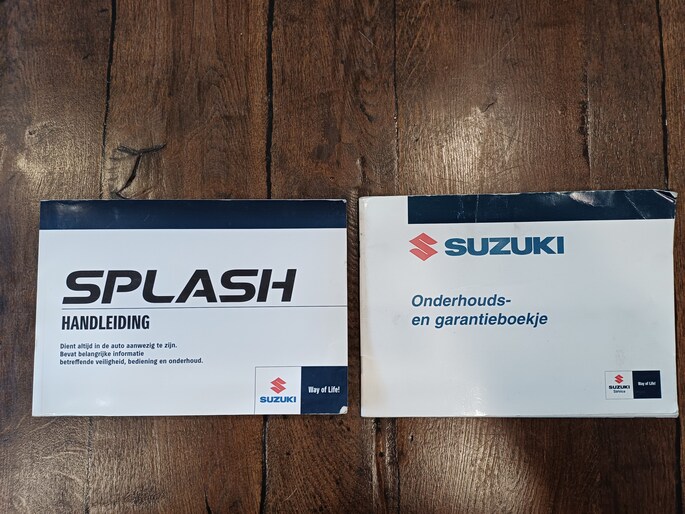 SPLASH
HANDLEIDING
Dient altijd in de auto aanwezig te zijn.
Bevat belangrijke informatie
betreffende veiligheid, bediening en onderhoud.
SUZUKI
Way of Life!
SUZUKI
Onderhouds-
en garantieboekje
SUZUKI
Way of Life!